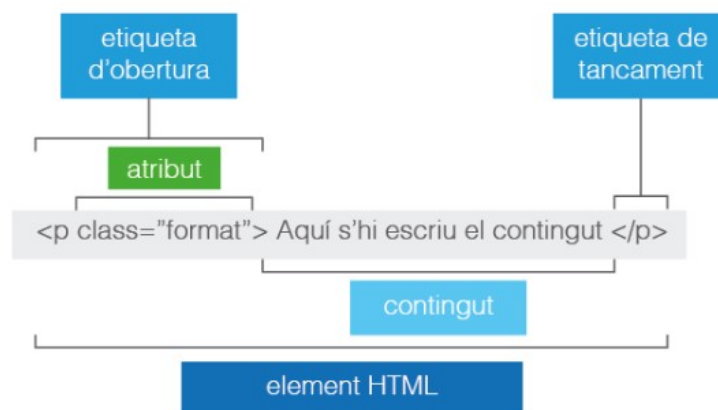 etiqueta
d'obertura
etiqueta de
tancament
atribut
<p class=”format”> Aquí s'hi escriu el contingut </p>
contingut
element HTML